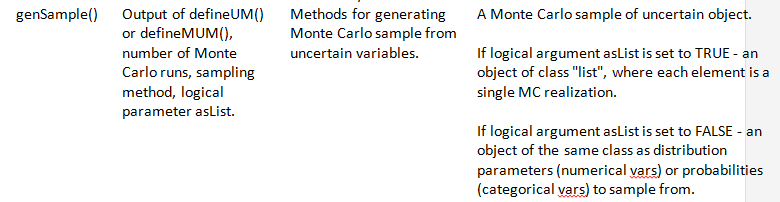 genSample()
Output of defineUM()
or defineMUM(),
number of Monte
Carlo runs, sampling
method, logical
parameter asList.
Methods for generating
Monte Carlo sample from
uncertain variables.
A Monte Carlo sample of uncertain object.
If logical argument asList is set to TRUE - an
object of class "list", where each element is a
single MC realization.
If logical argument asList is set to FALSE - an
object of the same class as distribution
parameters (numerical vars) or probabilities
(categorical vars) to sample from.